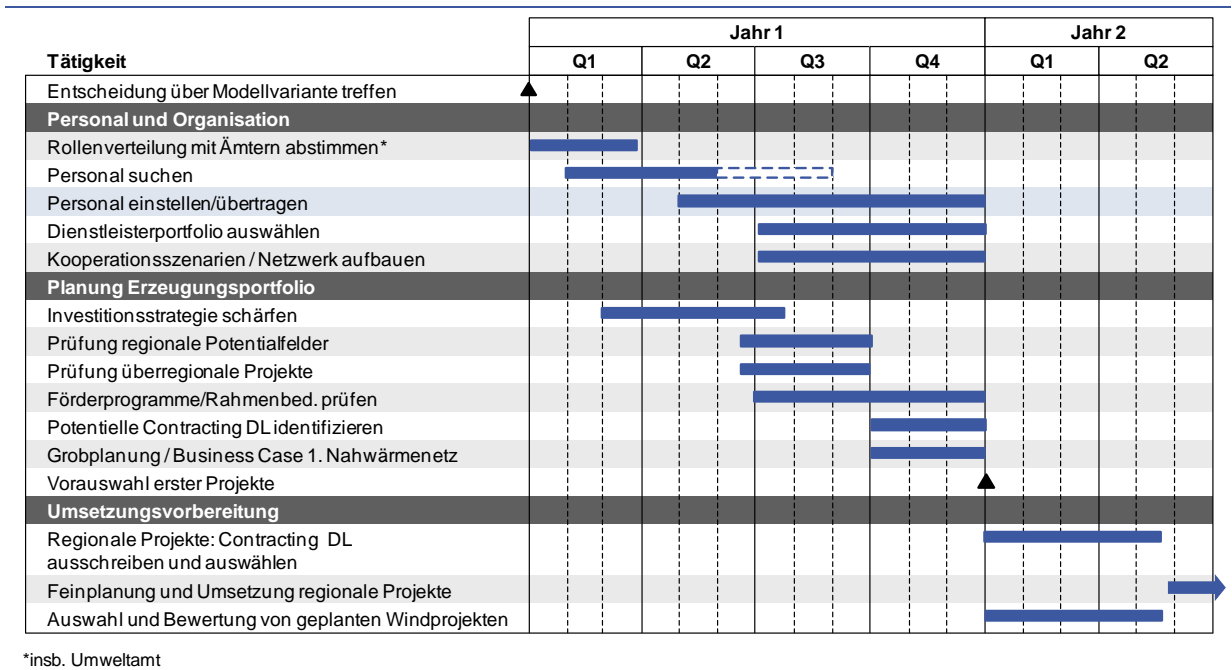 Jahr 1 Jahr 2
Tätigkeit Q1 Q2 Q3 Q4 Q1 Q2
Entscheidung über Modellvariante treffen
Personal und Organisation
Rollenverteilung mit Ämtern abstimmen*
Personal suchen
Personal einstellen/übertragen
Dienstleisterportfolio auswählen
Kooperationsszenarien / Netzwerk aufbauen
Planung Erzeugungsportfolio
Investitionsstrategie schärfen
Prüfung regionale Potentialfelder
Prüfung überregionale Projekte
Förderprogramme/Rahmenbed. prüfen
Potentielle Contracting DL identifizieren
Grobplanung / Business Case 1. Nahwärmenetz
Vorauswahl erster Projekte
Umsetzungsvorbereitung
Regionale Projekte: Contracting DL
ausschreiben und auswählen
Feinplanung und Umsetzung regionale Projekte
Auswahl und Bewertung von geplanten Windprojekten
*insb. Umweltamt